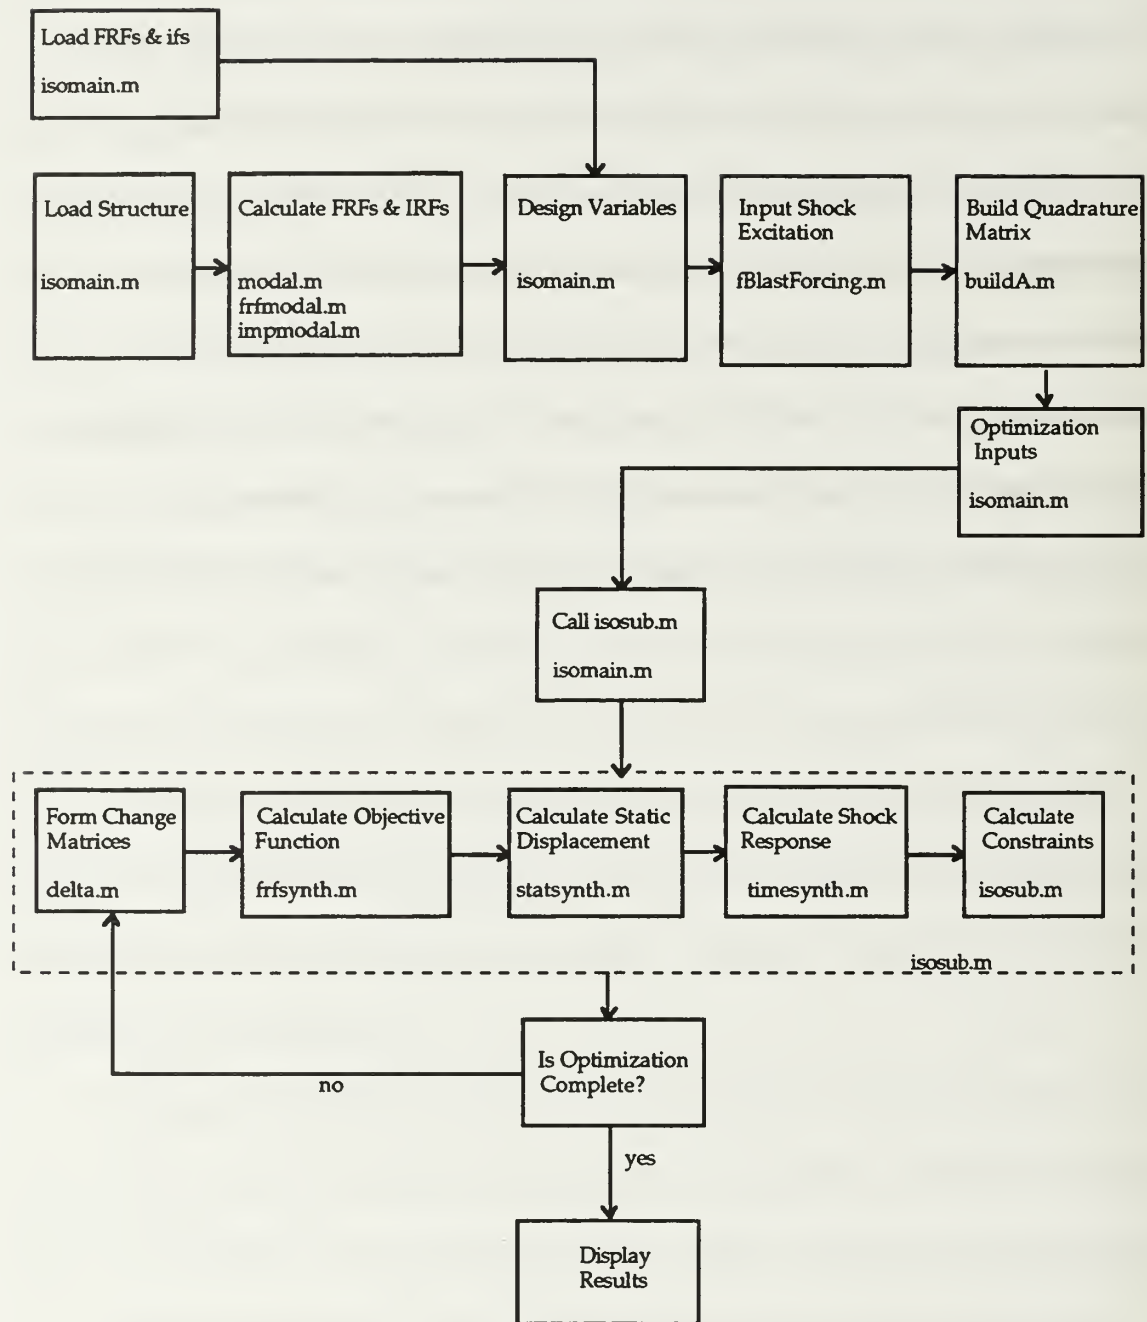 Load FRFs & ifs
isomain.m
Load Structure
isomain.m
Calculate FRFs & IRFs
modal.m
frfmodal.m
impmodal.m
Design Variables
isomain.m
Input Shock
Excitation
fBlastForcing.m
Build Quadrature
Matrix
buildA.m
Optimization
Inputs
isomain.m
Call isosub.m
isomain.m
Form Change
Matrices
delta.m
Calculate Objective
Function
frfsynth.m
Calculate Static
Displacement
statsynth.m
Calculate Shock
Response
timesynth.m
Calculate
Constraints
isosub.m
isosub.m
Is Optimization
Complete?
no
yes
Display
Results